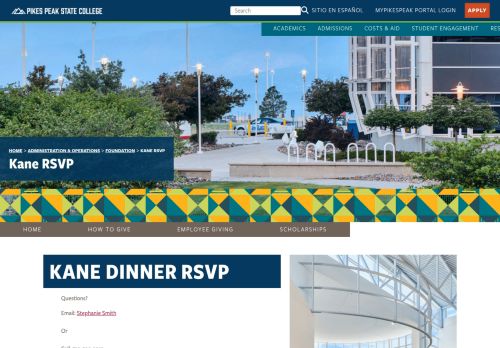 PIKES PEAK STATE COLLEGE
Search
SITIO EN ESPAÑOL
MYPIKESPEAK PORTAL LOGIN
APPLY
ACADEMICS
ADMISSIONS
COSTS & AID
STUDENT ENGAGEMENT
HOME > ADMINISTRATION & OPERATIONS > FOUNDATION > KANE RSVP
Kane RSVP
HOME
HOW TO GIVE
EMPLOYEE GIVING
SCHOLARSHIPS
KANE DINNER RSVP
Questions?
Email: Stephanie Smith
Or